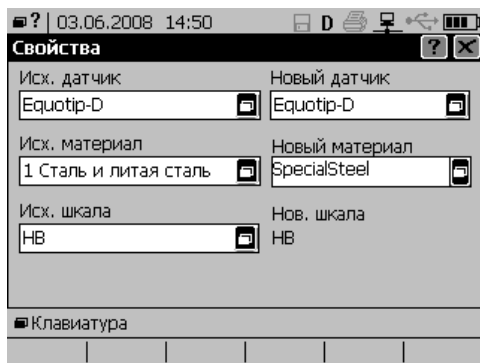 ? | 03.06.2008 14:50 D
Свойства ? X
Исх. датчик Новый датчик
Equotip-D Equotip-D
Исх. материал Новый материал
1 Сталь и литая сталь SpecialSteel
Исх. шкала Нов. шкала
HB HB
Клавиатура